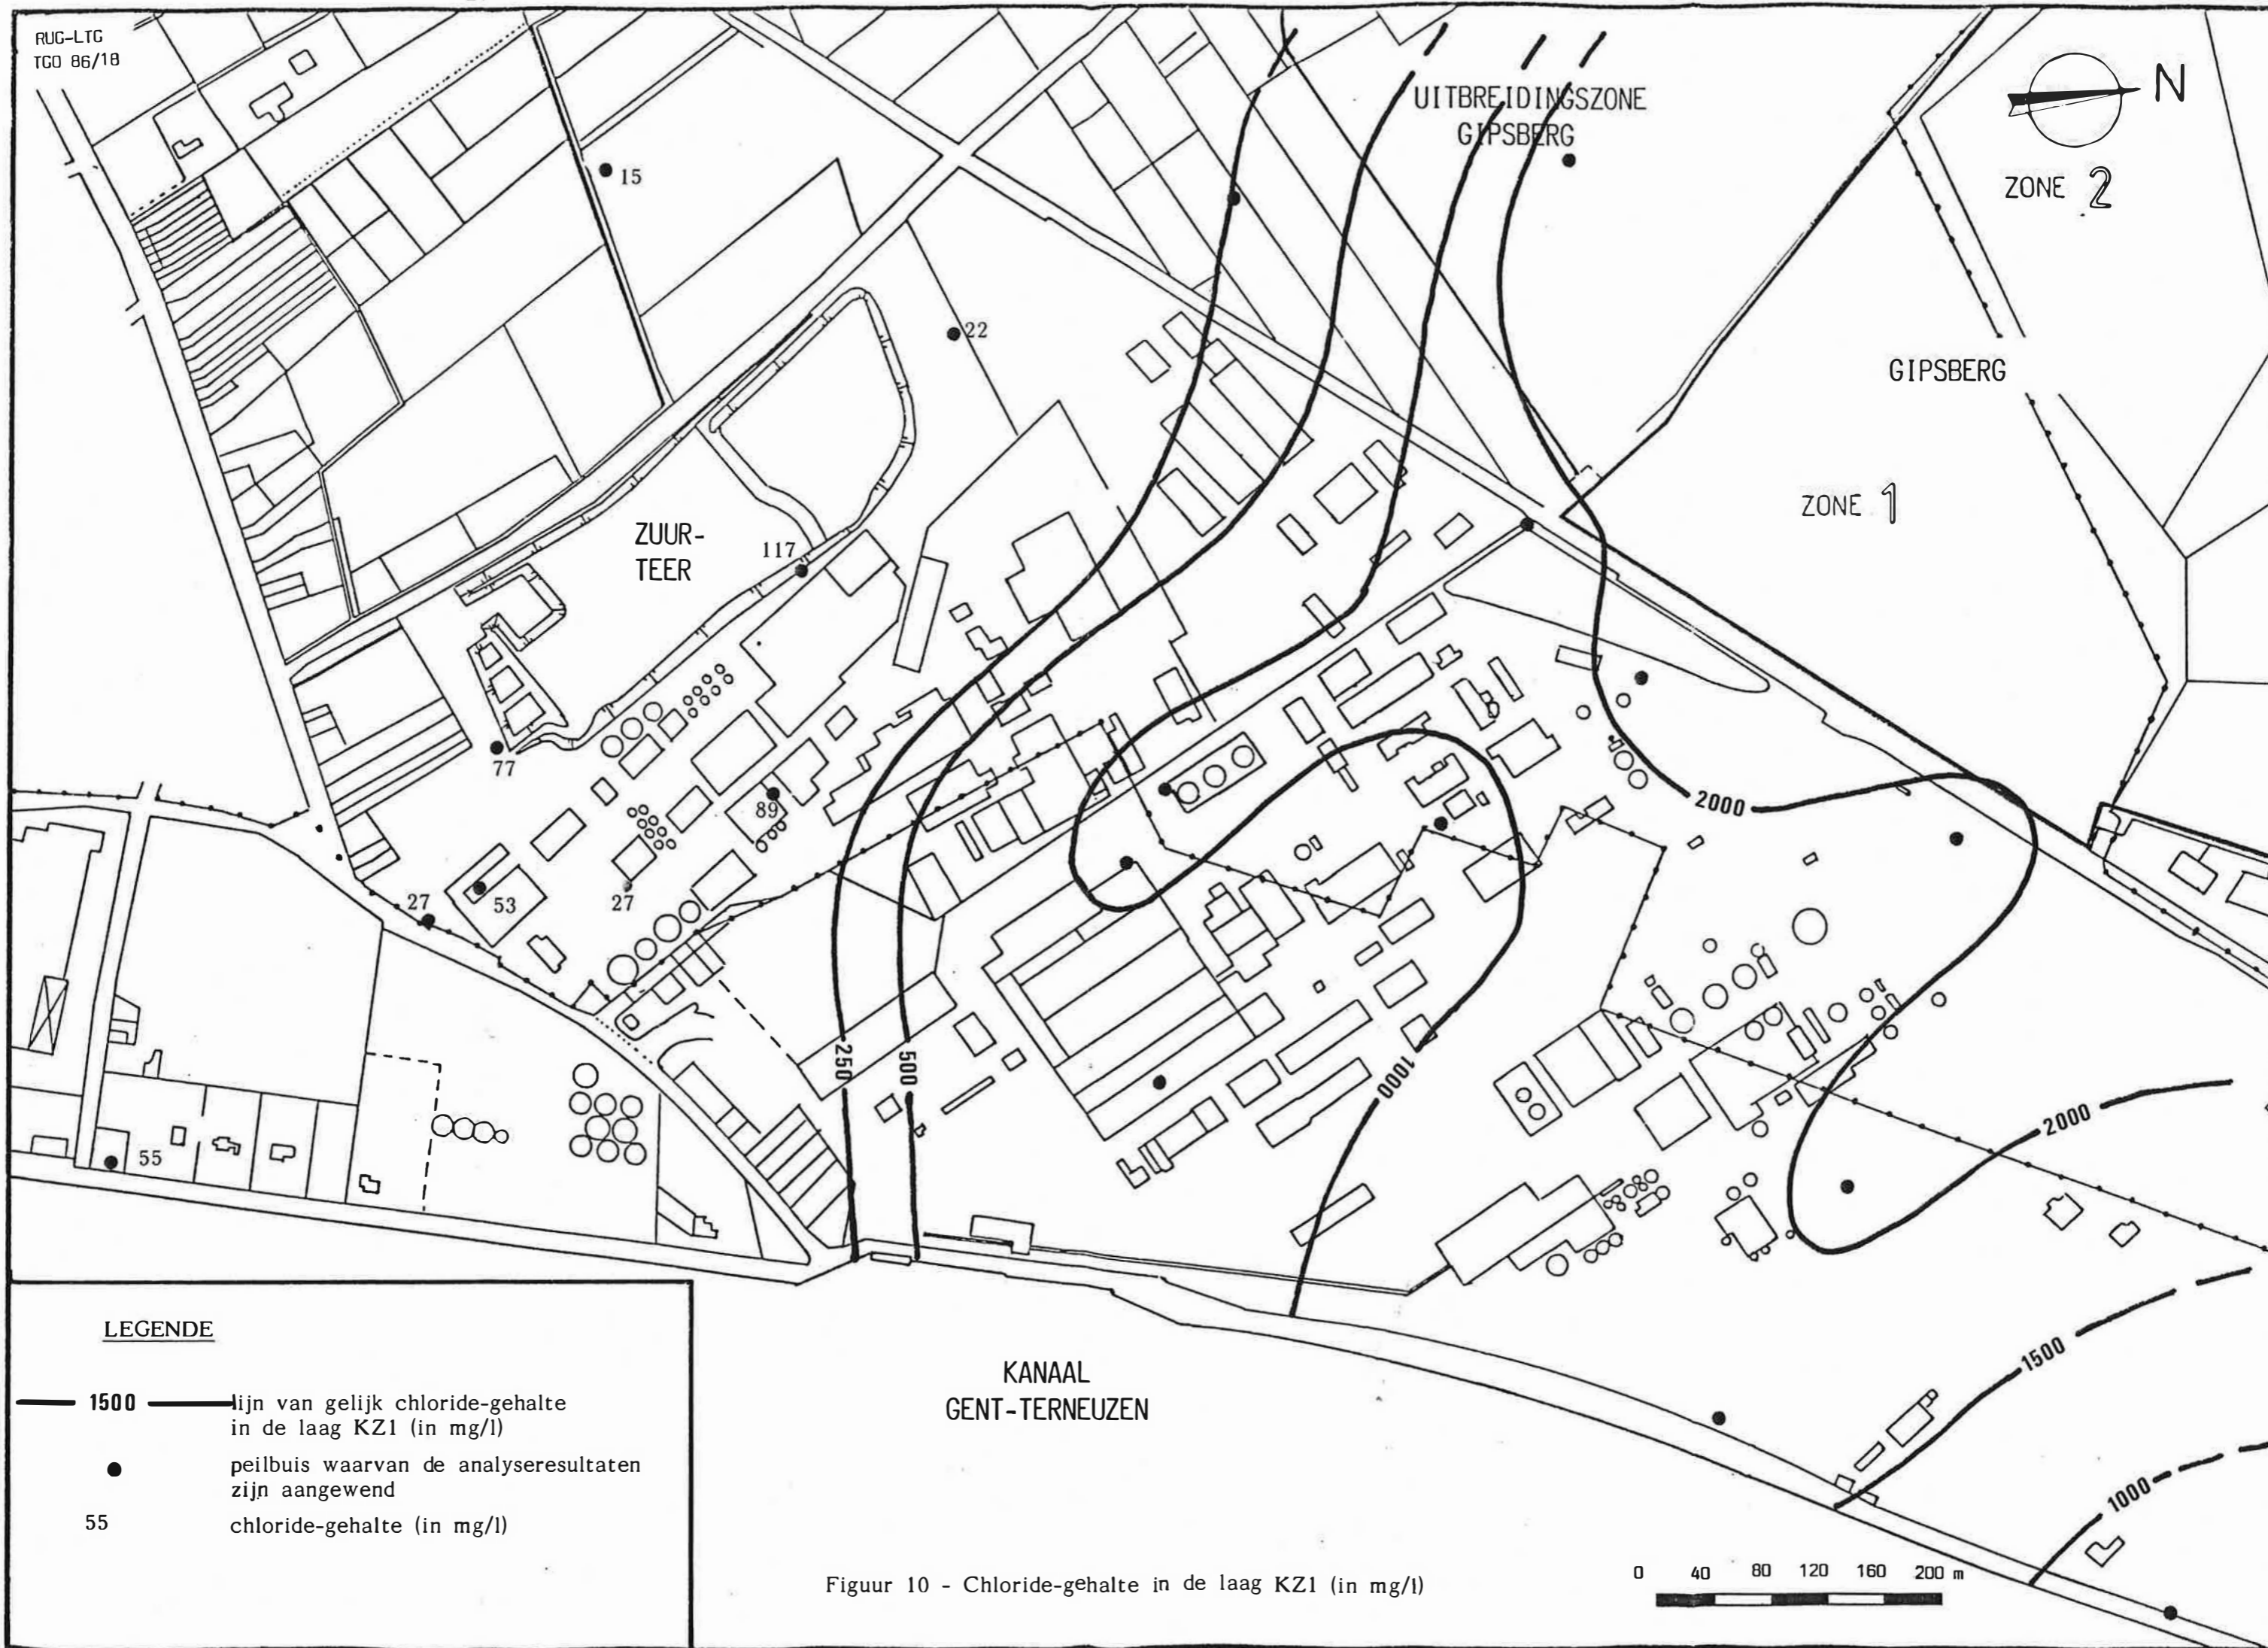 RUG-LTG
TGO 86/18
UITBREIDINGSZONE
GIPSBERG
N
ZONE 2
15
22
GIPSBERG
ZONE 1
ZUUR-
TEER
117
77
89
2000
27
53
27
250
500
1000
2000
55
1500
1000
LEGENDE
1500 lijn van gelijk chloride-gehalte
in de laag KZ1 (in mg/l)
peilbuis waarvan de analyseresultaten
zijn aangewend
55 chloride-gehalte (in mg/l)
KANAAL
GENT-TERNEUZEN
Figuur 10 - Chloride-gehalte in de laag KZ1 (in mg/l)
0 40 80 120 160 200 m